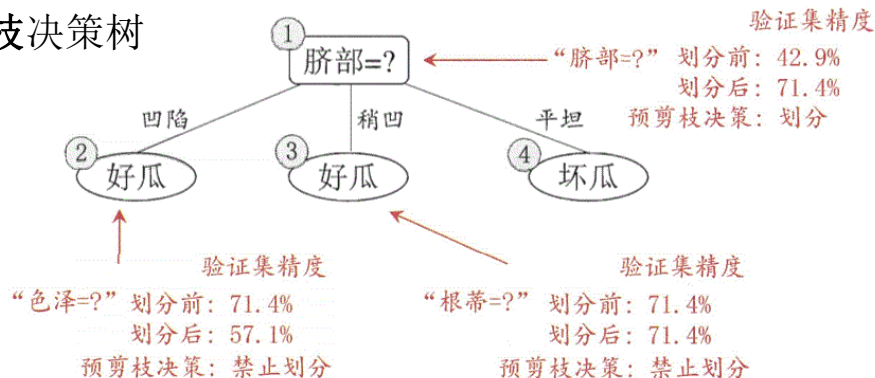 枝决策树
验证集精度
① 脐部=?
“脐部=?” 划分前: 42.9%
划分后: 71.4%
预剪枝决策: 划分
凹陷 稍凹 平坦
② 好瓜 ③ 好瓜 ④ 坏瓜
验证集精度
“色泽=?” 划分前: 71.4%
划分后: 57.1%
预剪枝决策: 禁止划分
验证集精度
“根蒂=?” 划分前: 71.4%
划分后: 71.4%
预剪枝决策: 禁止划分